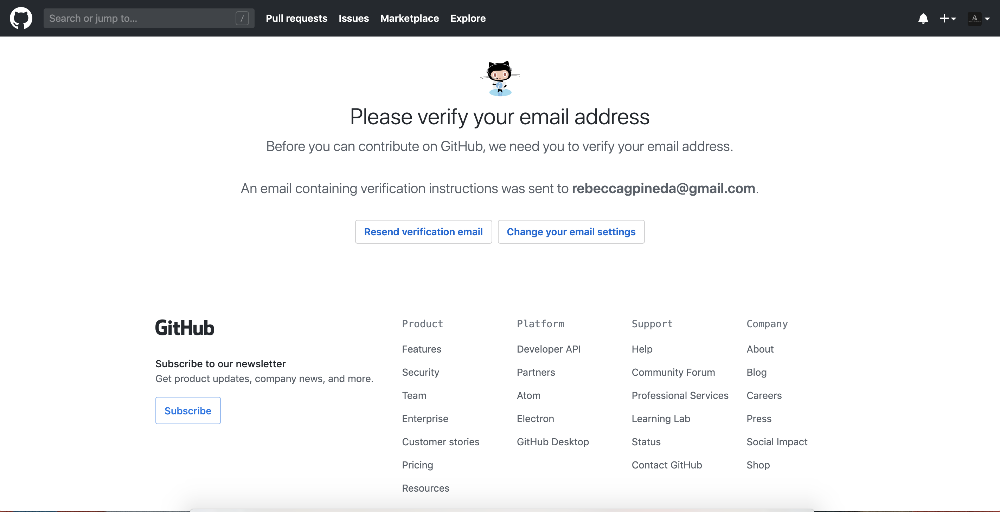 Search or jump to...
/
Pull requests
Issues
Marketplace
Explore
Please verify your email address
Before you can contribute on GitHub, we need you to verify your email address.
An email containing verification instructions was sent to rebeccagpineda@gmail.com.
Resend verification email
Change your email settings
GitHub
Subscribe to our newsletter
Get product updates, company news, and more.
Subscribe
Product
Features
Security
Team
Enterprise
Customer stories
Pricing
Resources
Platform
Developer API
Partners
Atom
Electron
GitHub Desktop
Support
Help
Community Forum
Professional Services
Learning Lab
Status
Contact GitHub
Company
About
Blog
Careers
Press
Social Impact
Shop